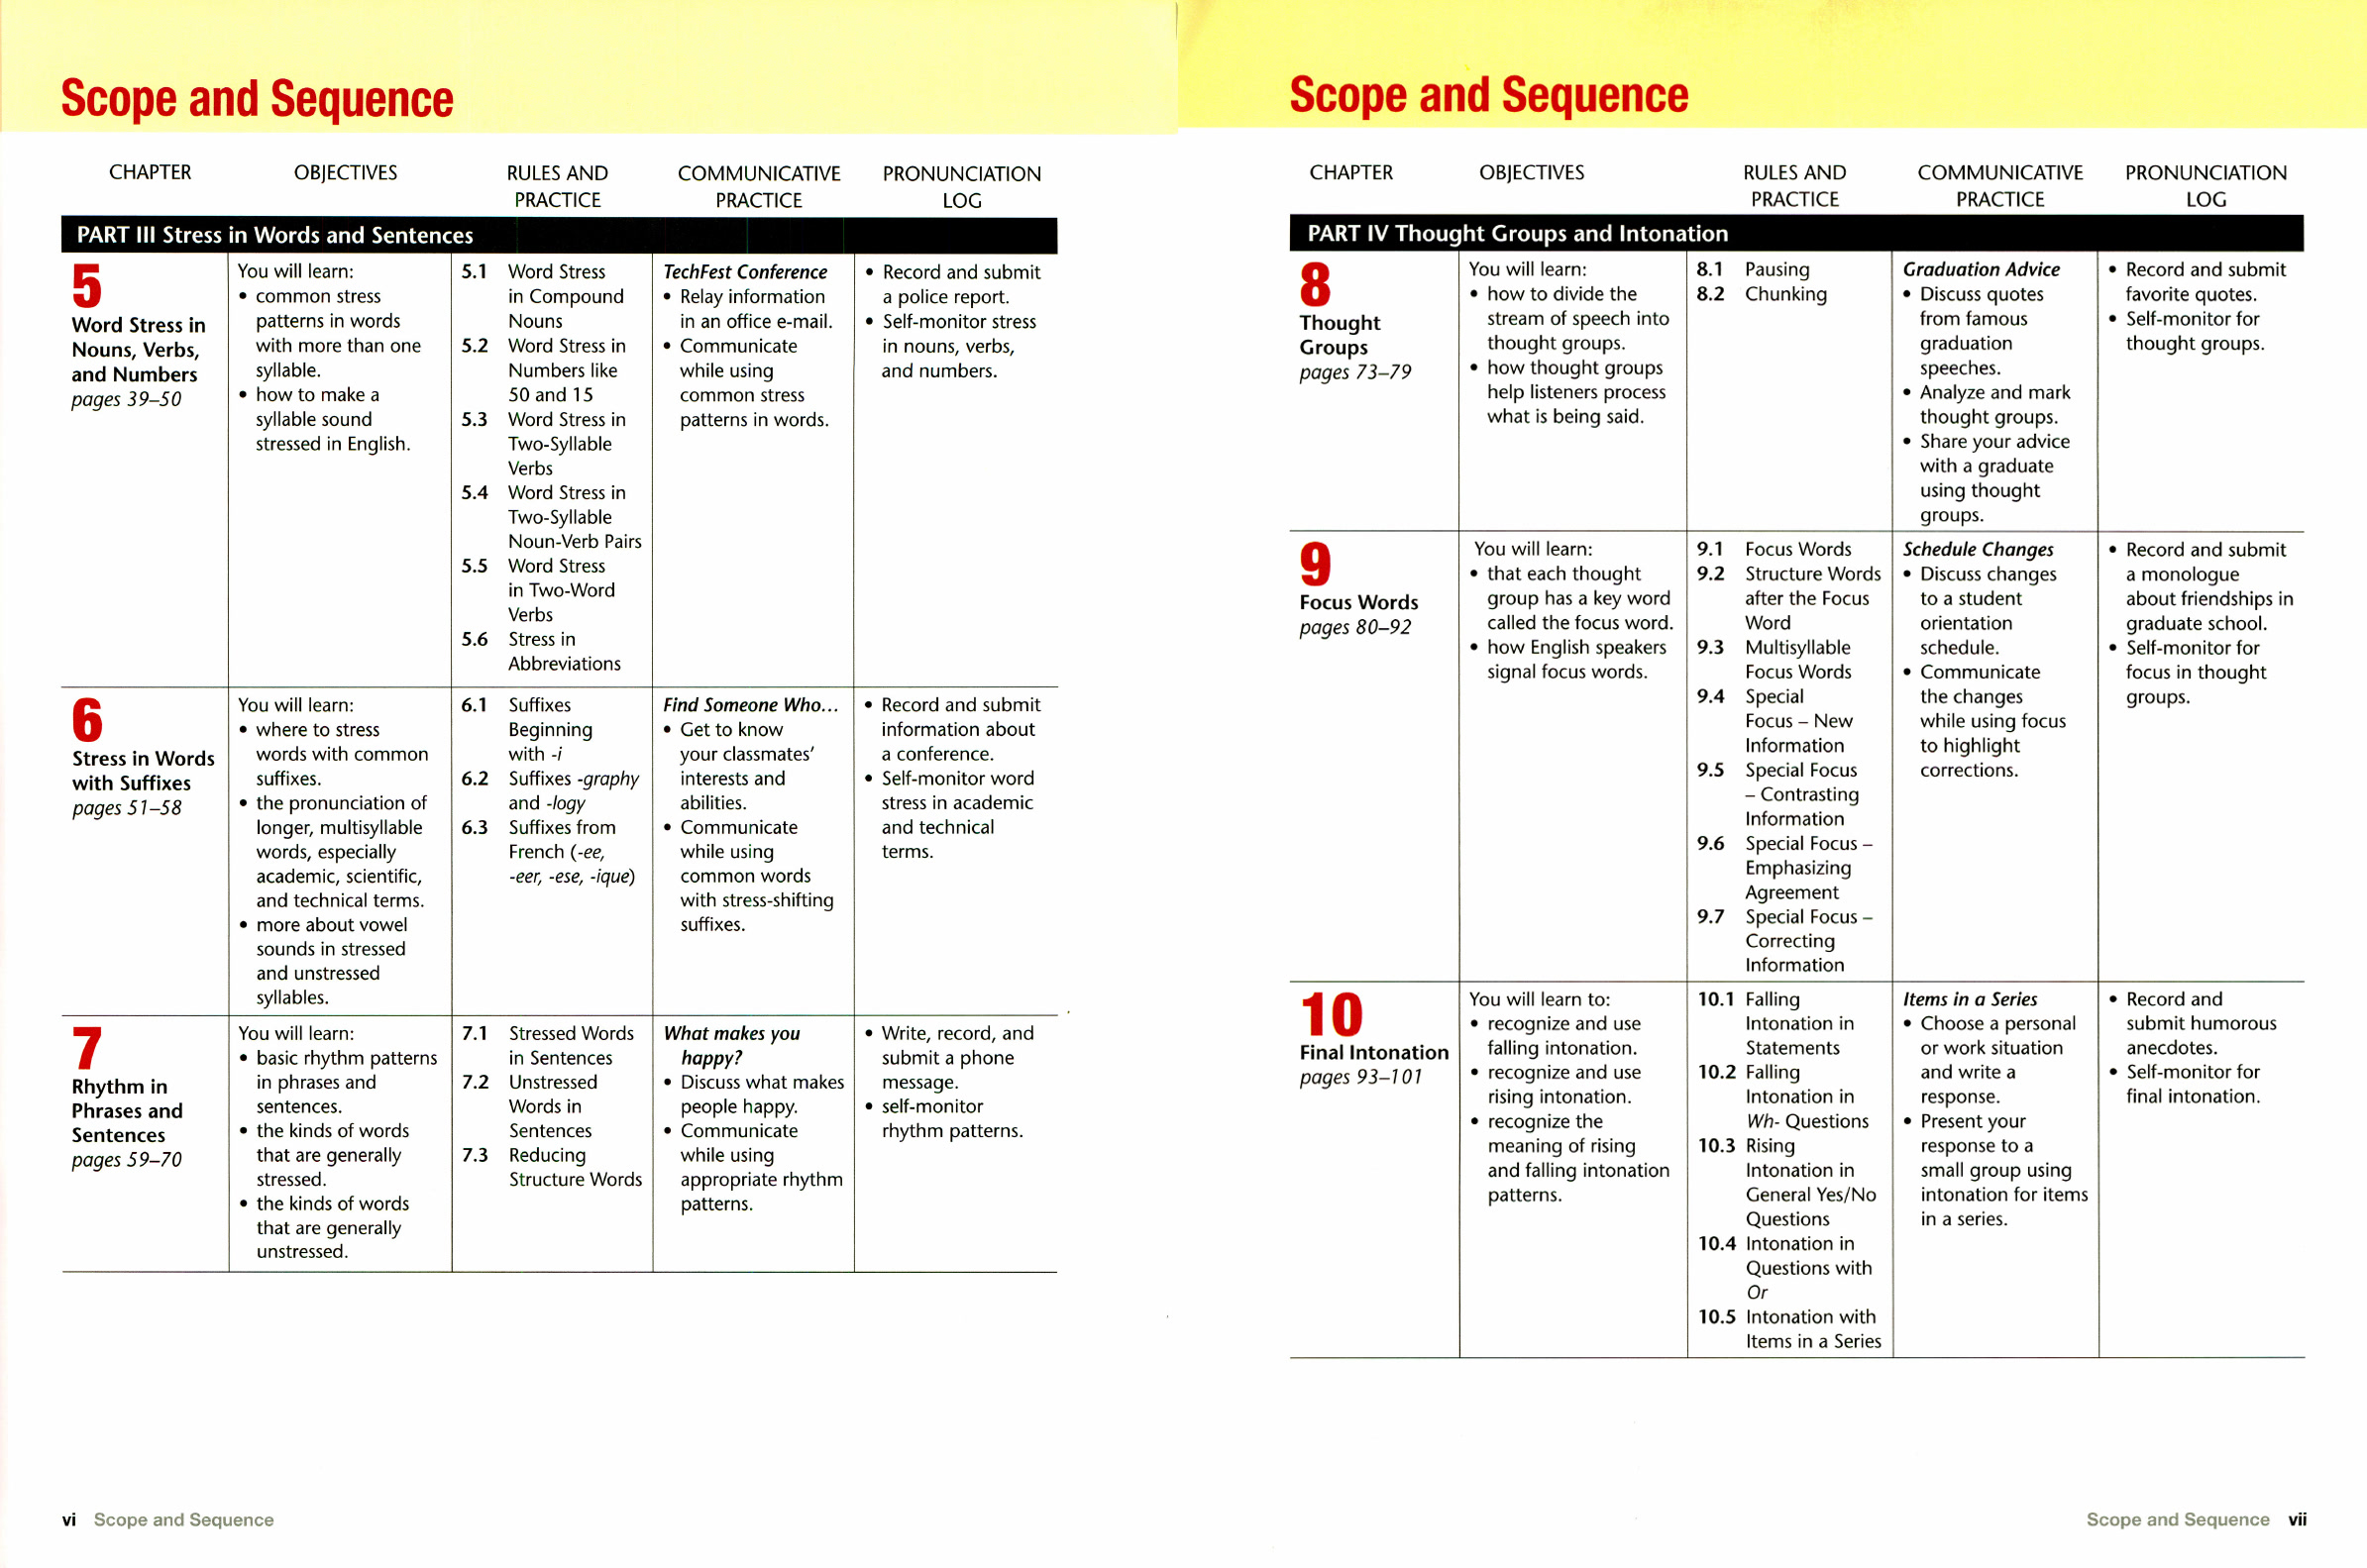 Scope and Sequence
CHAPTER
OBJECTIVES
RULES AND
PRACTICE
COMMUNICATIVE
PRACTICE
PRONUNCIATION
LOG
PART III Stress in Words and Sentences
5
Word Stress in
Nouns, Verbs,
and Numbers
pages 39–50
You will learn:
• common stress
patterns in words
with more than one
syllable.
• how to make a
syllable sound
stressed in English.
5.1 Word Stress
in Compound
Nouns
5.2 Word Stress in
Numbers like
50 and 15
5.3 Word Stress in
Two-Syllable
Verbs
5.4 Word Stress in
Two-Syllable
Noun-Verb Pairs
5.5 Word Stress
in Two-Word
Verbs
5.6 Stress in
Abbreviations
TechFest Conference
• Relay information
in an office e-mail.
• Communicate
while using
common stress
patterns in words.
• Record and submit
a police report.
• Self-monitor stress
in nouns, verbs,
and numbers.
6
Stress in Words
with Suffixes
pages 51–58
You will learn:
• where to stress
words with common
suffixes.
• the pronunciation of
longer, multisyllable
words, especially
academic, scientific,
and technical terms.
• more about vowel
sounds in stressed
and unstressed
syllables.
6.1 Suffixes
Beginning
with -i
6.2 Suffixes -graphy
and -logy
6.3 Suffixes from
French (-ee,
-eer, -ese, -ique)
Find Someone Who...
• Get to know
your classmates'
interests and
abilities.
• Communicate
while using
common words
with stress-shifting
suffixes.
• Record and submit
information about
a conference.
• Self-monitor word
stress in academic
and technical
terms.
7
Rhythm in
Phrases and
Sentences
pages 59–70
You will learn:
• basic rhythm patterns
in phrases and
sentences.
• the kinds of words
that are generally
stressed.
• the kinds of words
that are generally
unstressed.
7.1 Stressed Words
in Sentences
7.2 Unstressed
Words in
Sentences
7.3 Reducing
Structure Words
What makes you
happy?
• Discuss what makes
people happy.
• Communicate
while using
appropriate rhythm
patterns.
• Write, record, and
submit a phone
message.
• self-monitor
rhythm patterns.
vi Scope and Sequence
Scope and Sequence
CHAPTER
OBJECTIVES
RULES AND
PRACTICE
COMMUNICATIVE
PRACTICE
PRONUNCIATION
LOG
PART IV Thought Groups and Intonation
8
Thought
Groups
pages 73–79
You will learn:
• how to divide the
stream of speech into
thought groups.
• how thought groups
help listeners process
what is being said.
8.1 Pausing
8.2 Chunking
Graduation Advice
• Discuss quotes
from famous
graduation
speeches.
• Analyze and mark
thought groups.
• Share your advice
with a graduate
using thought
groups.
• Record and submit
favorite quotes.
• Self-monitor for
thought groups.
9
Focus Words
pages 80–92
You will learn:
• that each thought
group has a key word
called the focus word.
• how English speakers
signal focus words.
9.1 Focus Words
9.2 Structure Words
after the Focus
Word
9.3 Multisyllable
Focus Words
9.4 Special
Focus – New
Information
9.5 Special Focus
– Contrasting
Information
9.6 Special Focus –
Emphasizing
Agreement
9.7 Special Focus –
Correcting
Information
Schedule Changes
• Discuss changes
to a student
orientation
schedule.
• Communicate
the changes
while using focus
to highlight
corrections.
• Record and submit
a monologue
about friendships in
graduate school.
• Self-monitor for
focus in thought
groups.
10
Final Intonation
pages 93–101
You will learn to:
• recognize and use
falling intonation.
• recognize and use
rising intonation.
• recognize the
meaning of rising
and falling intonation
patterns.
10.1 Falling
Intonation in
Statements
10.2 Falling
Intonation in
Wh- Questions
10.3 Rising
Intonation in
General Yes/No
Questions
10.4 Intonation in
Questions with
Or
10.5 Intonation with
Items in a Series
Items in a Series
• Choose a personal
or work situation
and write a
response.
• Present your
response to a
small group using
intonation for items
in a series.
• Record and
submit humorous
anecdotes.
• Self-monitor for
final intonation.
Scope and Sequence vii